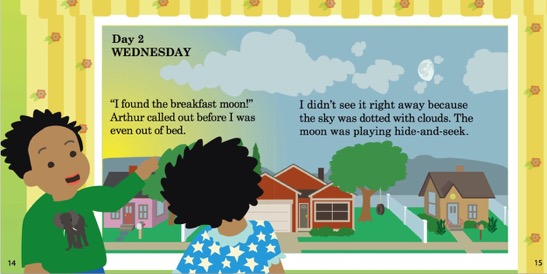 Day 2
WEDNESDAY
“I found the breakfast moon!”
Arthur called out before I was
even out of bed.
I didn’t see it right away because
the sky was dotted with clouds. The
moon was playing hide-and-seek.
14
15